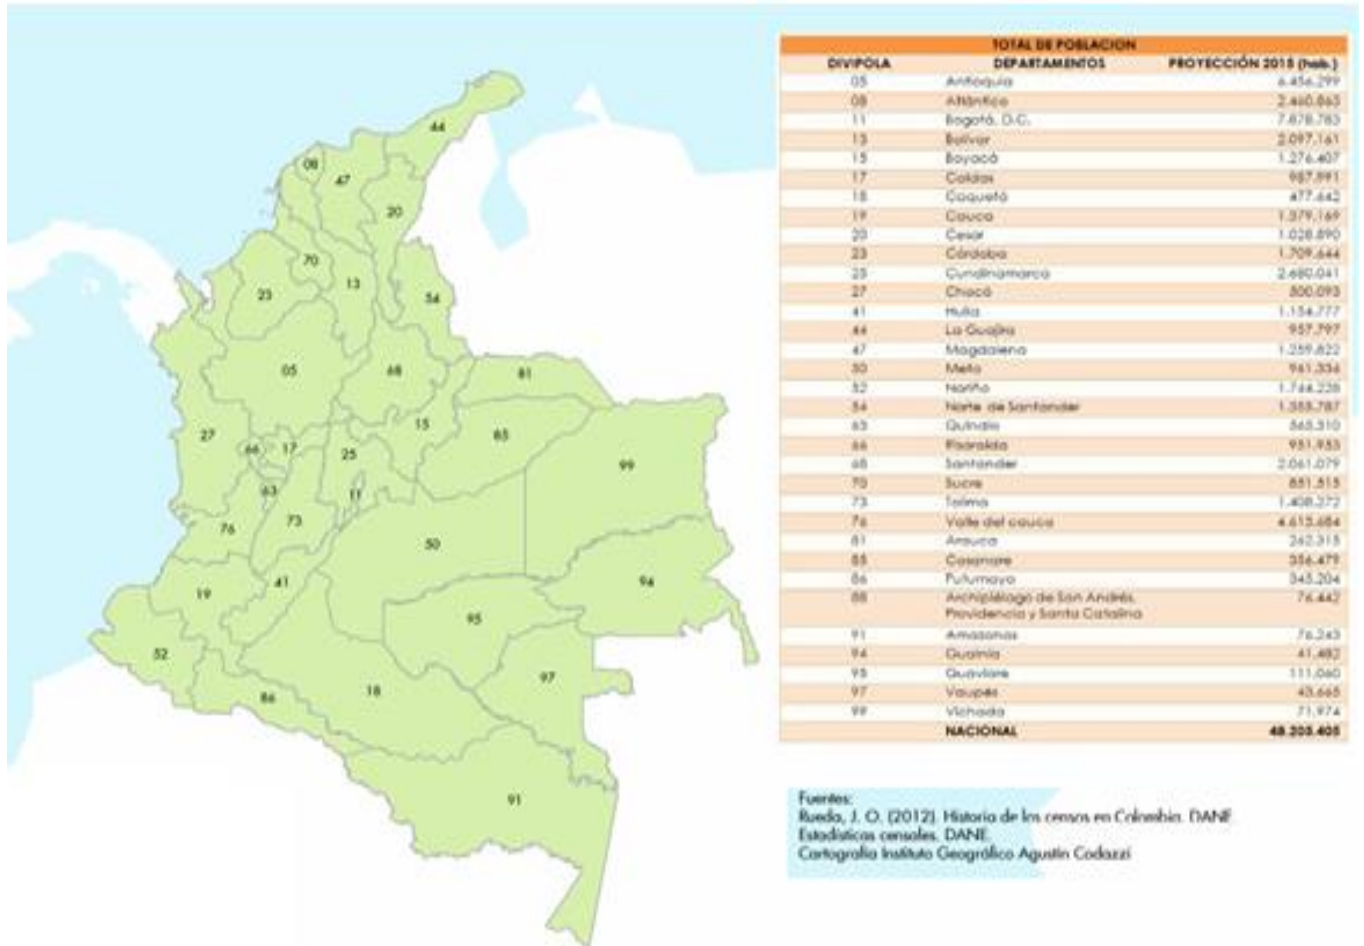 TOTAL DE POBLACION
DIVIPOLA DEPARTAMENTOS PROYECCIÓN 2015 (hab.)
05 Antioquia 6.456.299
08 Atlántico 2.460.863
11 Bogotá, D.C. 7.878.783
13 Bolívar 2.097.161
15 Boyacá 1.276.407
17 Caldas 987.991
18 Caquetá 477.642
19 Cauca 1.379.169
20 Cesar 1.028.890
23 Córdoba 1.709.644
25 Cundinamarca 2.680.041
27 Chocó 500.093
41 Huila 1.154.777
44 La Guajira 957.797
47 Magdalena 1.259.822
50 Meta 961.334
52 Nariño 1.744.228
54 Norte de Santander 1.355.787
63 Quindío 565.310
66 Risaralda 951.953
68 Santander 2.061.079
70 Sucre 851.515
73 Tolima 1.408.272
76 Valle del cauca 4.613.684
81 Arauca 262.315
85 Casanare 356.479
86 Putumayo 345.204
88 Archipiélago de San Andrés, 76.442
Providencia y Santa Catalina
91 Amazonas 76.243
94 Guainía 41.482
95 Guaviare 111.060
97 Vaupés 43.665
99 Vichada 71.974
NACIONAL 48.203.405
44
08
47
20
70
13
23
54
05
68
81
15
27
85
66
17
25
99
63
11
73
76
50
41
94
19
95
52
97
18
86
91
Fuentes:
Rueda, J. O. (2012). Historia de los censos en Colombia. DANE
Estadísticas censales. DANE.
Cartografía Instituto Geográfico Agustín Codazzi